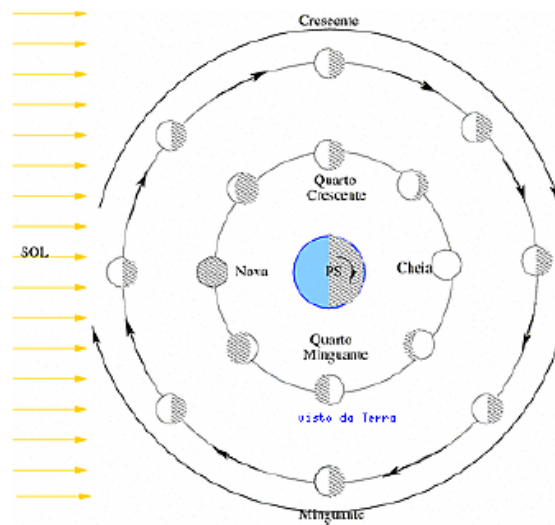 Crescente
Quarto
Crescente
SOL
Nova
PS
Cheia
Quarto
Minguante
visto da Terra
Minguante